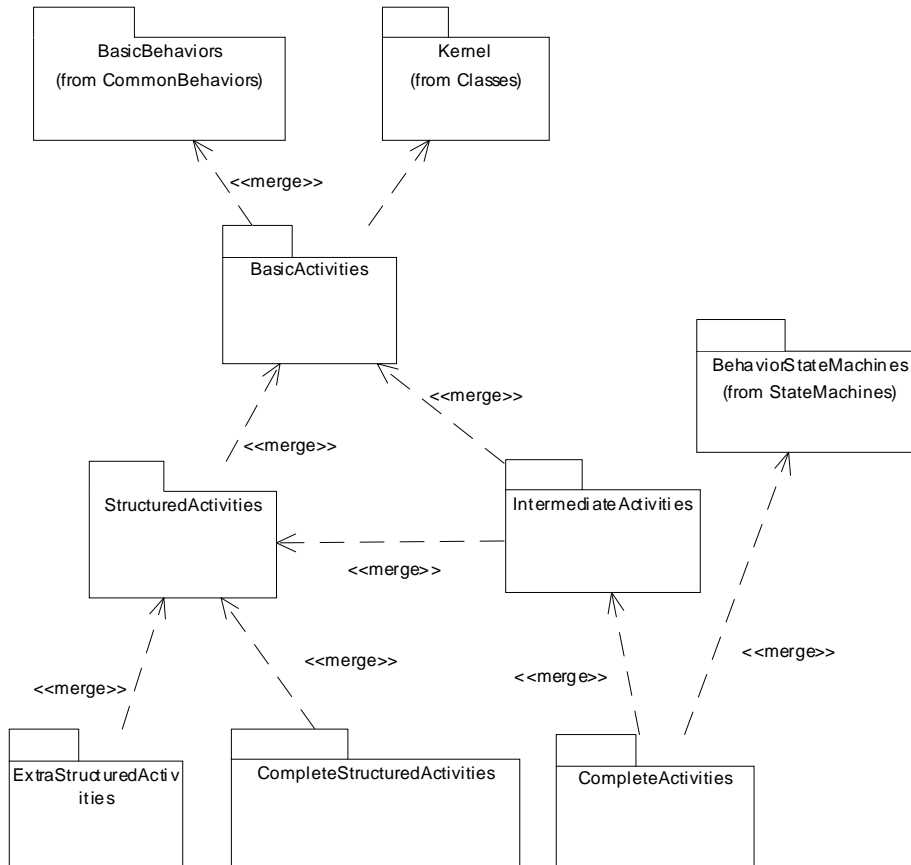 BasicBehaviors
(from CommonBehaviors)
Kernel
(from Classes)
<<merge>>
BasicActivities
BehaviorStateMachines
(from StateMachines)
<<merge>>
<<merge>>
StructuredActivities
IntermediateActivities
<<merge>>
<<merge>>
<<merge>>
<<merge>>
<<merge>>
ExtraStructuredActiv
ities
CompleteStructuredActivities
CompleteActivities